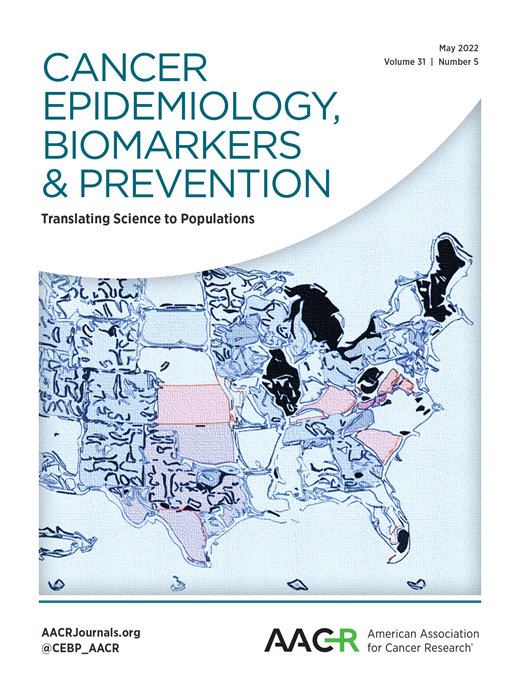 May 2022
Volume 31 | Number 5
CANCER
EPIDEMIOLOGY,
BIOMARKERS
& PREVENTION
Translating Science to Populations
AACRJournals.org
@CEBP_AACR
AACR
American Association
for Cancer Research®